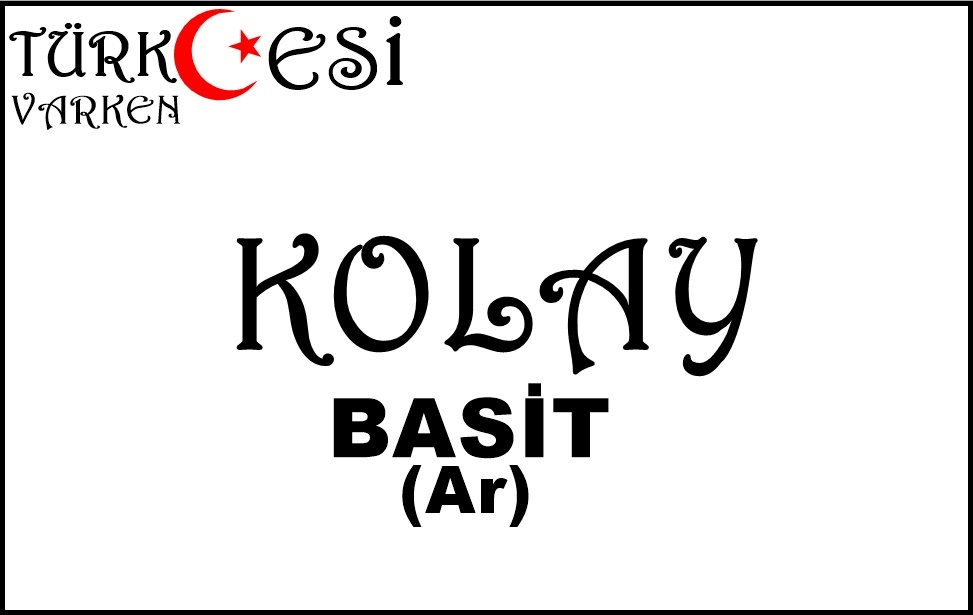 TÜRKÇESİ
VARKEN
KOLAY
BASİT
(Ar)